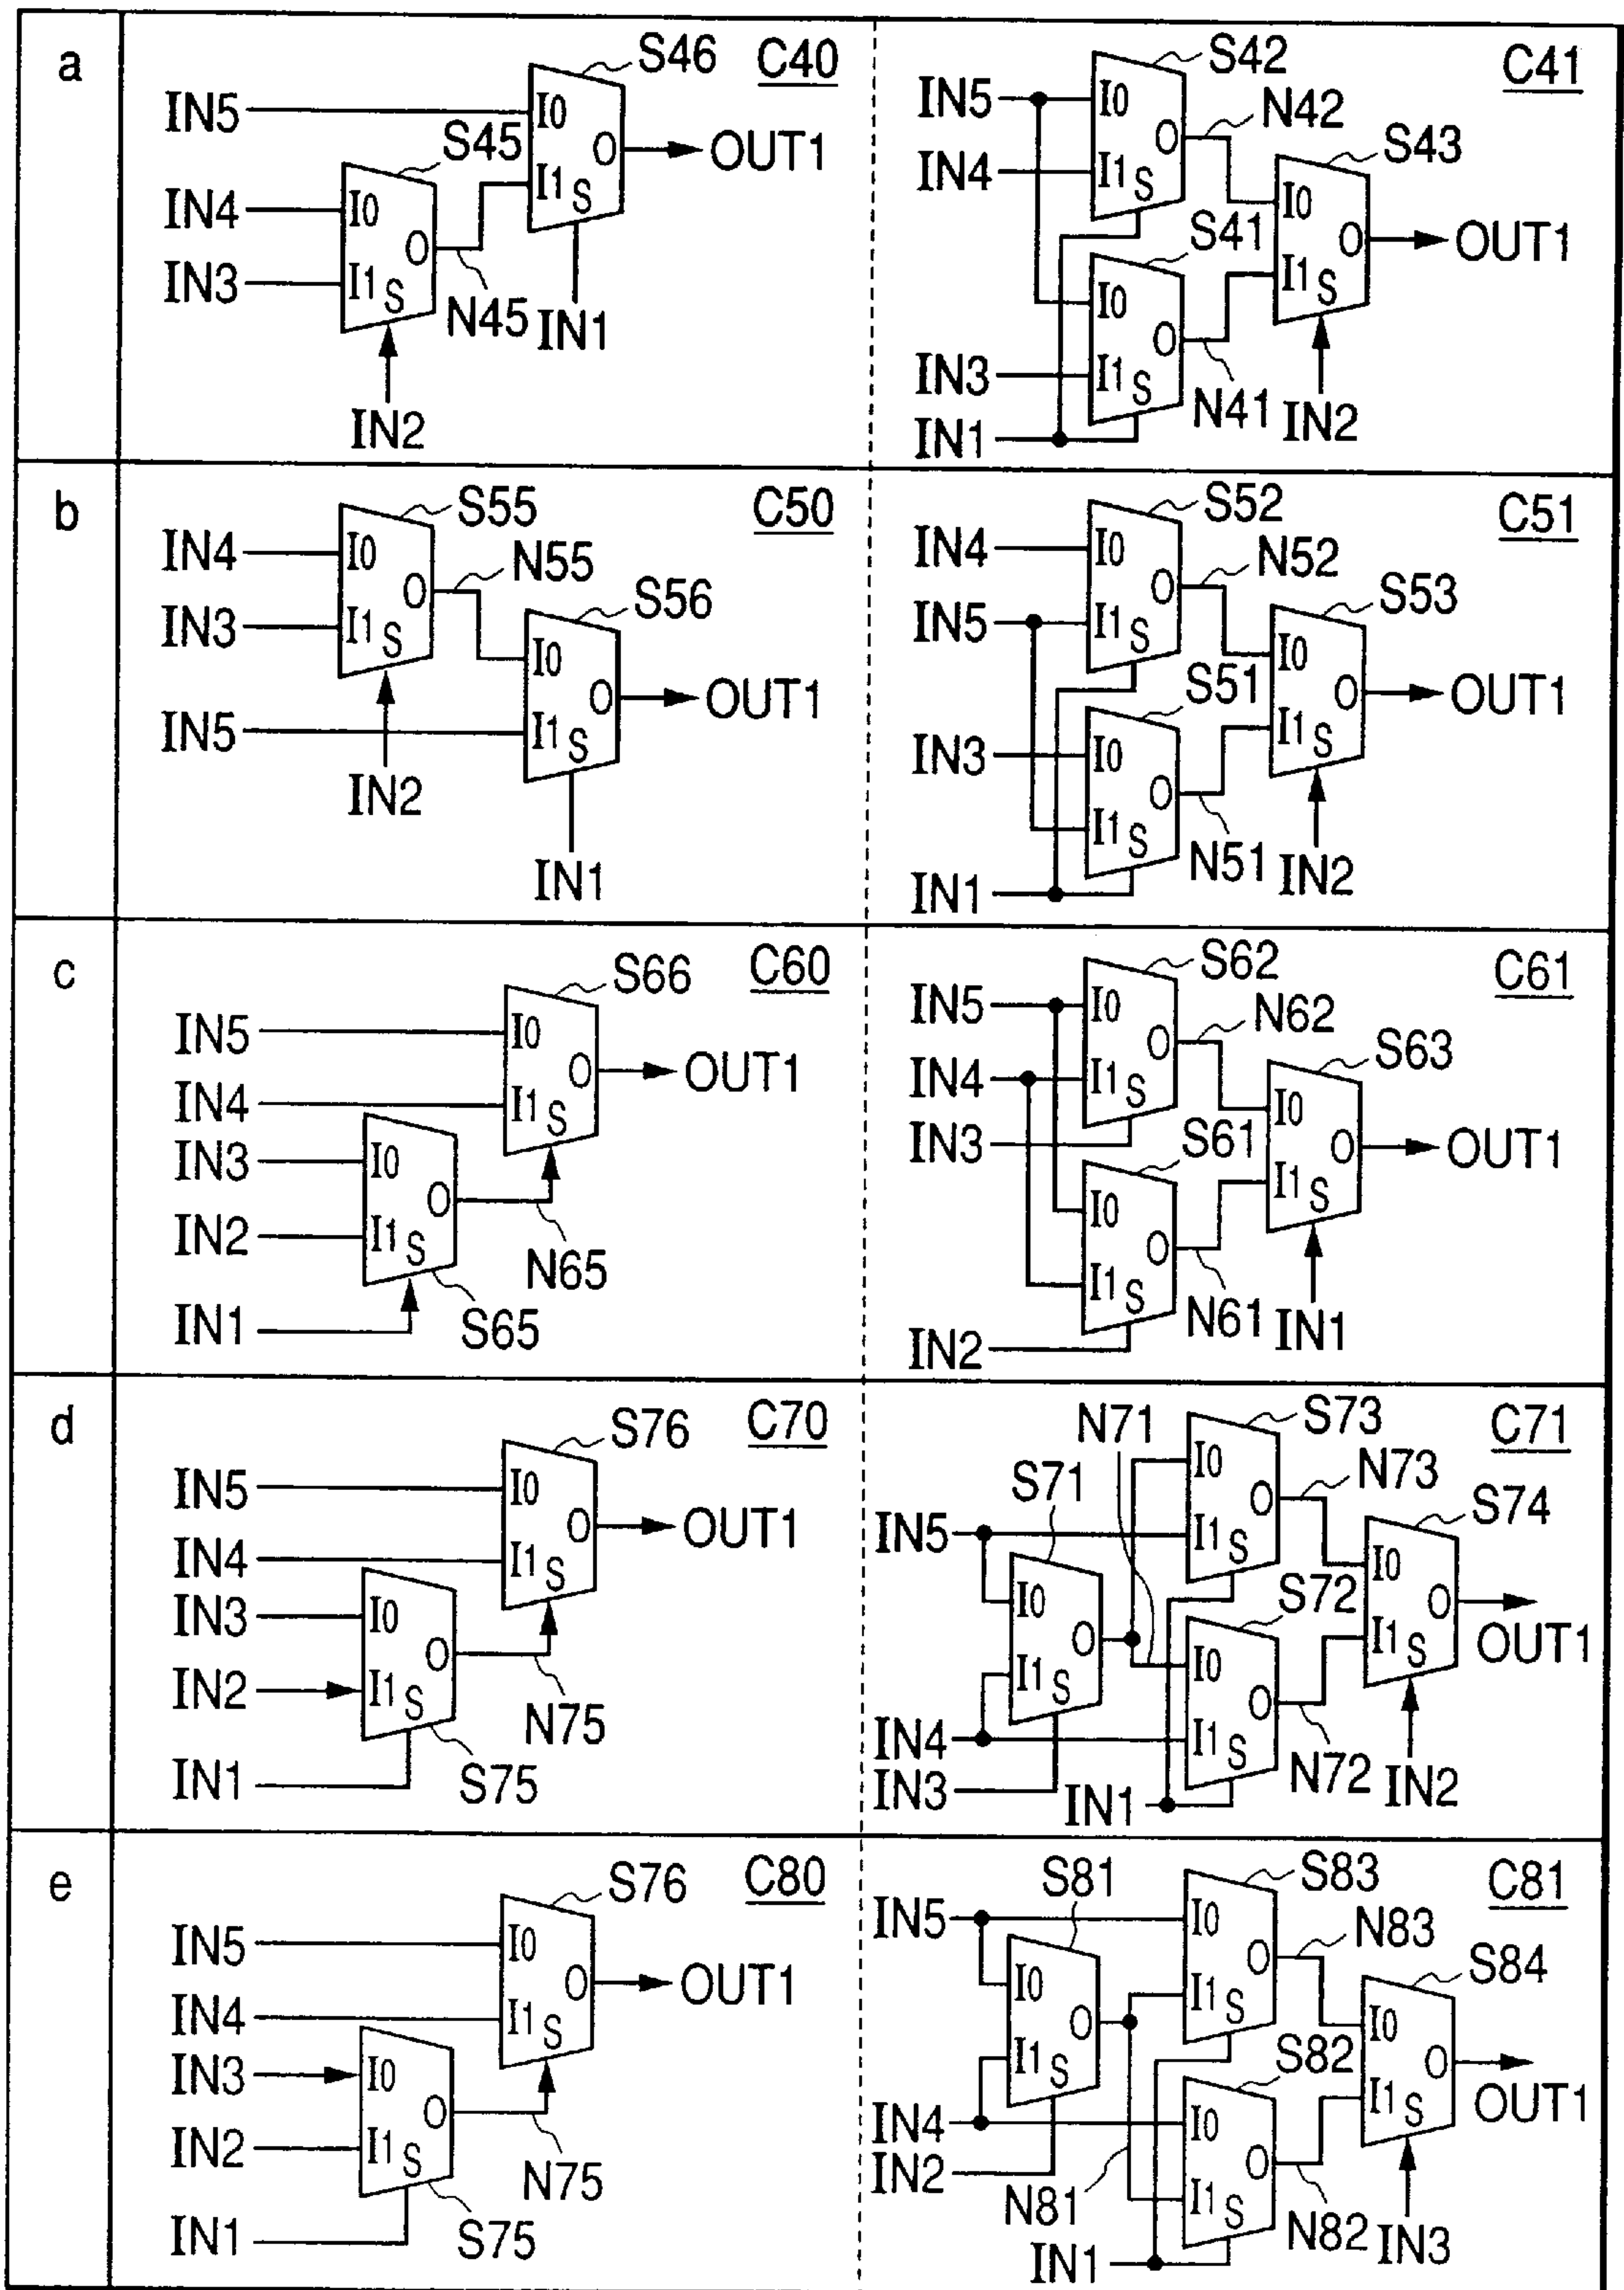 a
S46
C40
IN5
I0
O
OUT1
I1
S
S45
IN4
I0
O
IN3
I1
S
N45
IN1
IN2
S42
C41
IN5
I0
O
N42
IN4
I1
S
S43
I0
O
OUT1
I1
S
S41
I0
O
IN3
I1
S
N41
IN2
IN1
b
S55
C50
IN4
I0
O
N55
IN3
I1
S
S56
I0
O
OUT1
IN5
I1
S
IN2
IN1
S52
C51
IN4
I0
O
N52
IN5
I1
S
S53
I0
O
OUT1
I1
S
S51
IN3
I0
O
I1
S
N51
IN2
IN1
c
S66
C60
IN5
I0
O
OUT1
IN4
I1
S
IN3
I0
O
IN2
I1
S
N65
IN1
S65
S62
C61
IN5
I0
O
N62
IN4
I1
S
S63
IN3
I0
O
OUT1
I1
S
S61
I0
O
I1
S
N61
IN1
IN2
d
S76
C70
IN5
I0
O
OUT1
IN4
I1
S
IN3
I0
O
IN2
I1
S
N75
IN1
S75
N71
S73
C71
S71
I0
O
N73
IN5
I1
S
S74
I0
O
I1
S
I0
O
OUT1
I1
S
S72
I0
O
IN4
I1
S
N72
IN2
IN3
IN1
e
S76
C80
IN5
I0
O
OUT1
IN4
I1
S
IN3
I0
O
IN2
I1
S
N75
IN1
S75
S81
S83
C81
IN5
I0
O
N83
I1
S
S84
I0
O
I1
S
I0
O
OUT1
I1
S
S82
IN4
I0
O
IN2
I1
S
N81
N82
IN3
IN1